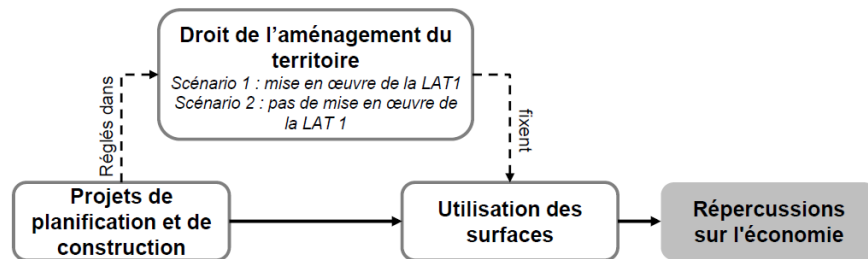 Droit de l'aménagement du
territoire
Scénario 1 : mise en œuvre de la LAT1
Scénario 2 : pas de mise en œuvre de
la LAT 1
Réglés dans
fixent
Projets de
planification et de
construction
Utilisation des
surfaces
Répercussions
sur l'économie